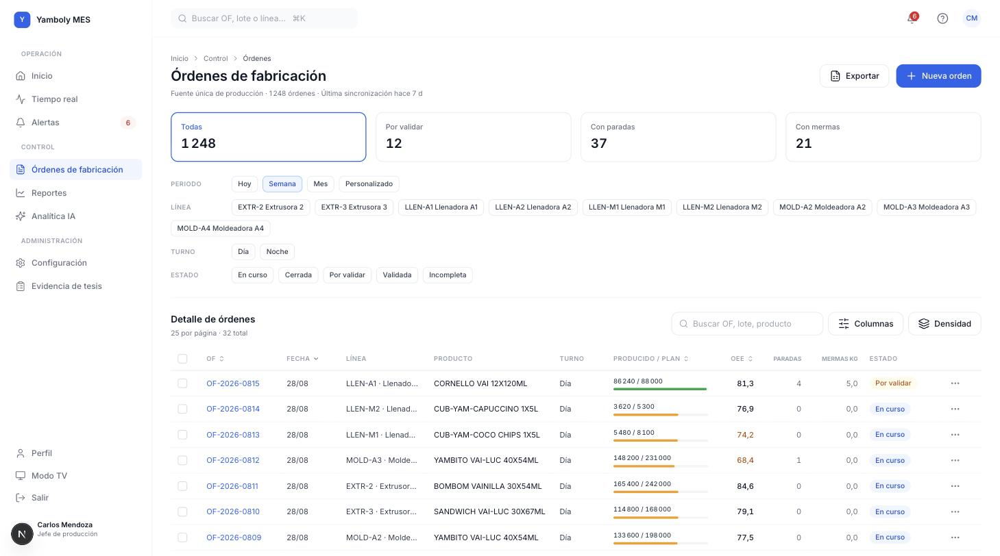 Y Yamboly MES
Buscar OF, lote o línea... ⌘K
6
CM
OPERACIÓN
Inicio
Tiempo real
Alertas 6
CONTROL
Órdenes de fabricación
Reportes
Analítica IA
ADMINISTRACIÓN
Configuración
Evidencia de tesis
Perfil
Modo TV
Salir
N Carlos Mendoza
Jefe de producción
Inicio > Control > Órdenes
Órdenes de fabricación
Exportar
+ Nueva orden
Fuente única de producción · 1 248 órdenes · Última sincronización hace 7 d
Todas
1 248
Por validar
12
Con paradas
37
Con mermas
21
PERIODO Hoy Semana Mes Personalizado
LÍNEA EXTR-2 Extrusora 2 EXTR-3 Extrusora 3 LLEN-A1 Llenadora A1 LLEN-A2 Llenadora A2 LLEN-M1 Llenadora M1 LLEN-M2 Llenadora M2 MOLD-A2 Moldeadora A2 MOLD-A3 Moldeadora A3
MOLD-A4 Moldeadora A4
TURNO Día Noche
ESTADO En curso Cerrada Por validar Validada Incompleta
Detalle de órdenes
25 por página · 32 total
Buscar OF, lote, producto
Columnas
Densidad
OF FECHA LÍNEA PRODUCTO TURNO PRODUCIDO / PLAN OEE PARADAS MERMAS KG ESTADO
OF-2026-0815 28/08 LLEN-A1 · Llenado... CORNELLO VAI 12X120ML Día 86 240 / 88 000 81,3 4 5,0 Por validar ...
OF-2026-0814 28/08 LLEN-M2 · Llenad... CUB-YAM-CAPUCCINO 1X5L Día 3 620 / 5 300 76,9 0 0,0 En curso ...
OF-2026-0813 28/08 LLEN-M1 · Llenad... CUB-YAM-COCO CHIPS 1X5L Día 5 480 / 8 100 74,2 0 0,0 En curso ...
OF-2026-0812 28/08 MOLD-A3 · Molde... YAMBITO VAI-LUC 40X54ML Día 148 200 / 231 000 68,4 1 0,0 En curso ...
OF-2026-0811 28/08 EXTR-2 · Extrusor... BOMBOM VAINILLA 30X54ML Día 165 400 / 242 000 84,6 0 0,0 En curso ...
OF-2026-0810 28/08 EXTR-3 · Extrusor... SANDWICH VAI-LUC 30X67ML Día 114 800 / 168 000 79,1 0 0,0 En curso ...
OF-2026-0809 28/08 MOLD-A2 · Molde... YAMBITO VAI-LUC 40X54ML Día 133 600 / 198 000 77,5 0 0,0 En curso ...